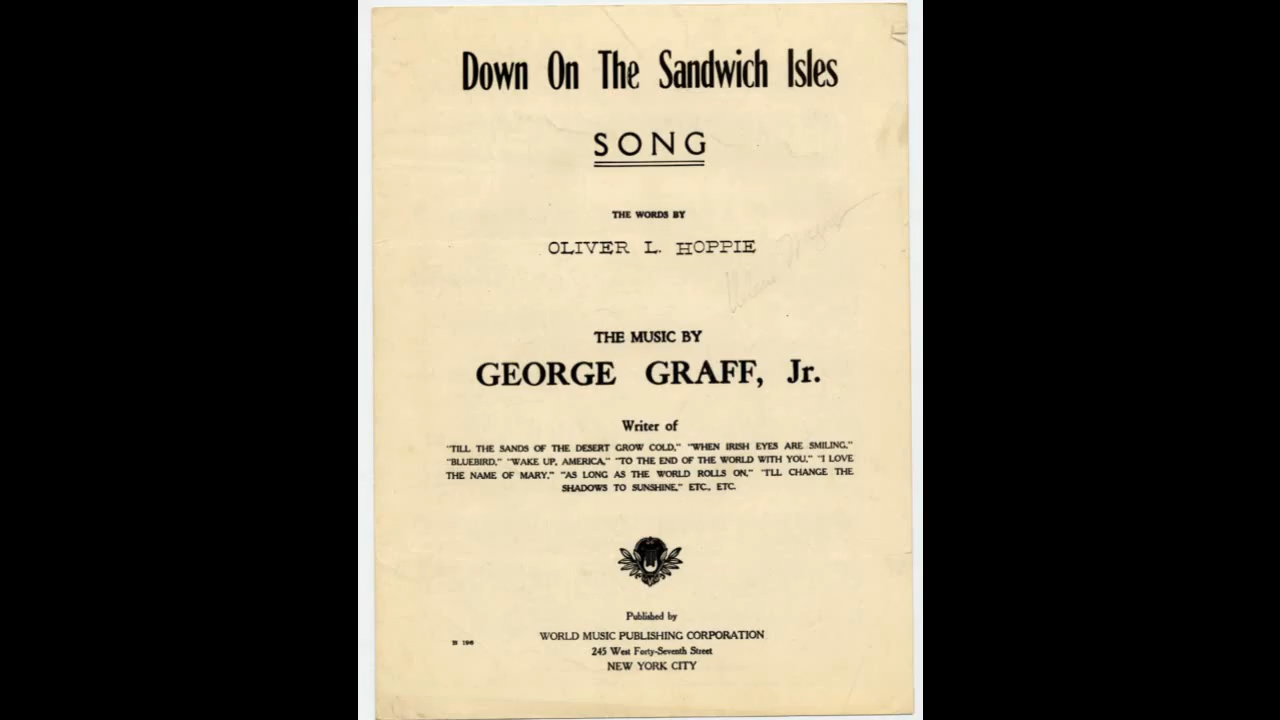 Down On The Sandwich Isles
SONG
THE WORDS BY
OLIVER L. HOPPIE
THE MUSIC BY
GEORGE GRAFF, Jr.
Writer of
"TILL THE SANDS OF THE DESERT GROW COLD," "WHEN IRISH EYES ARE SMILING,"
"BLUEBIRD," "WAKE UP, AMERICA," "TO THE END OF THE WORLD WITH YOU," "I LOVE
THE NAME OF MARY," "AS LONG AS THE WORLD ROLLS ON," "I'LL CHANGE THE
SHADOWS TO SUNSHINE," ETC., ETC.
Published by
WORLD MUSIC PUBLISHING CORPORATION
245 West Forty-Seventh Street
NEW YORK CITY